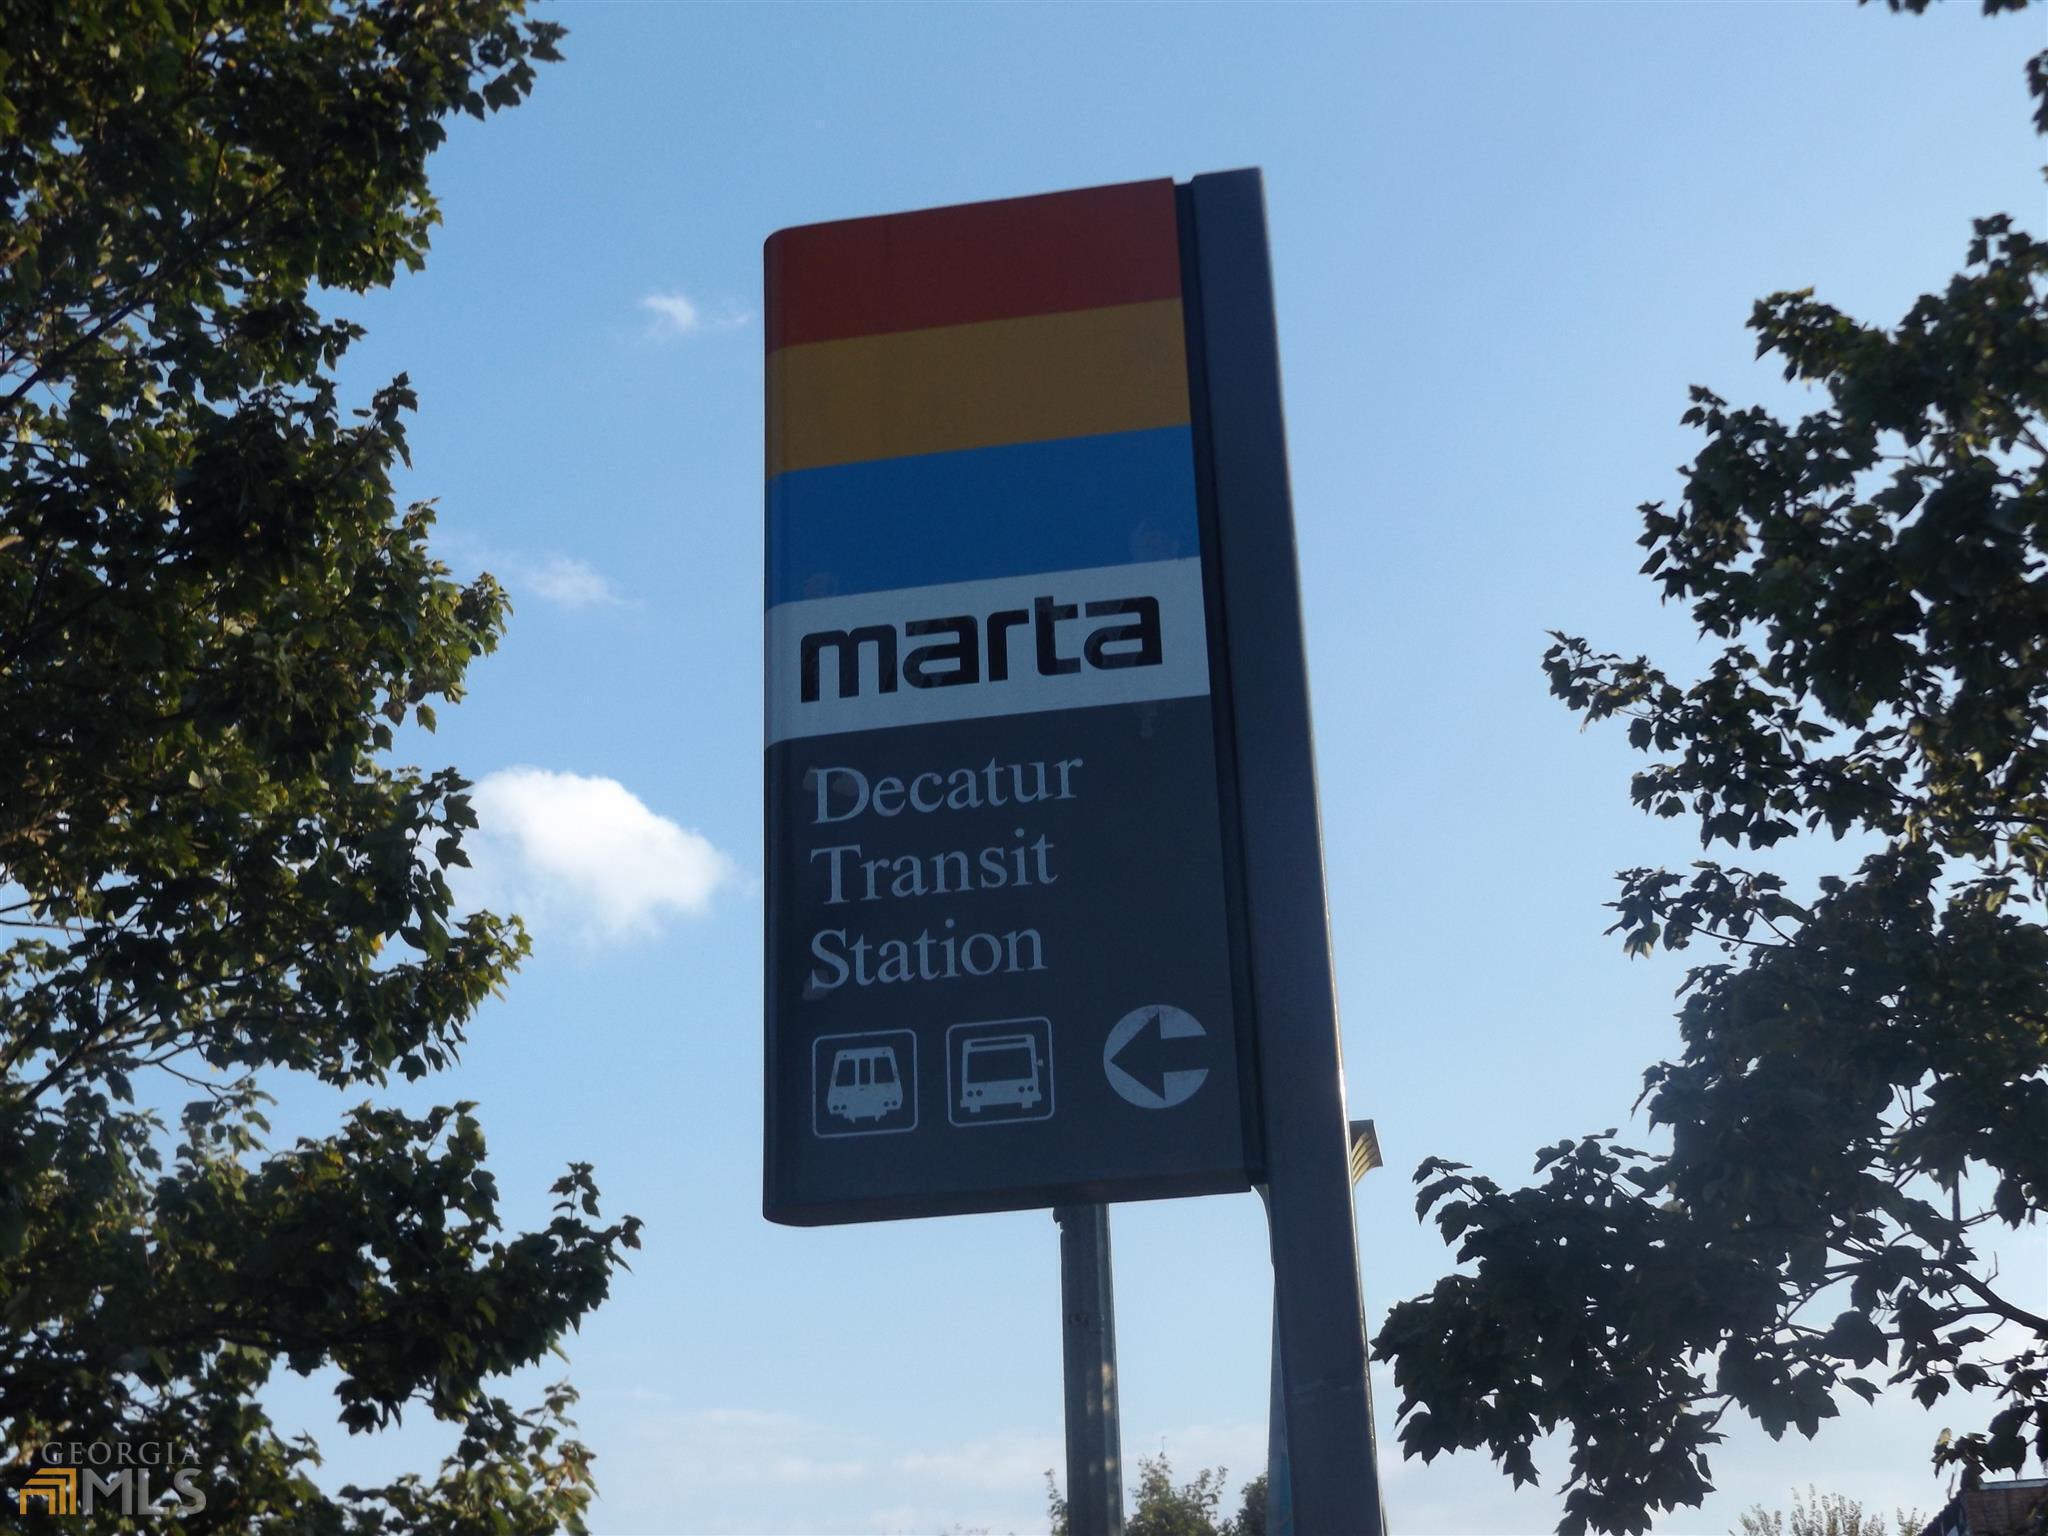 marta
Decatur
Transit
Station
GEORGIA
MLS